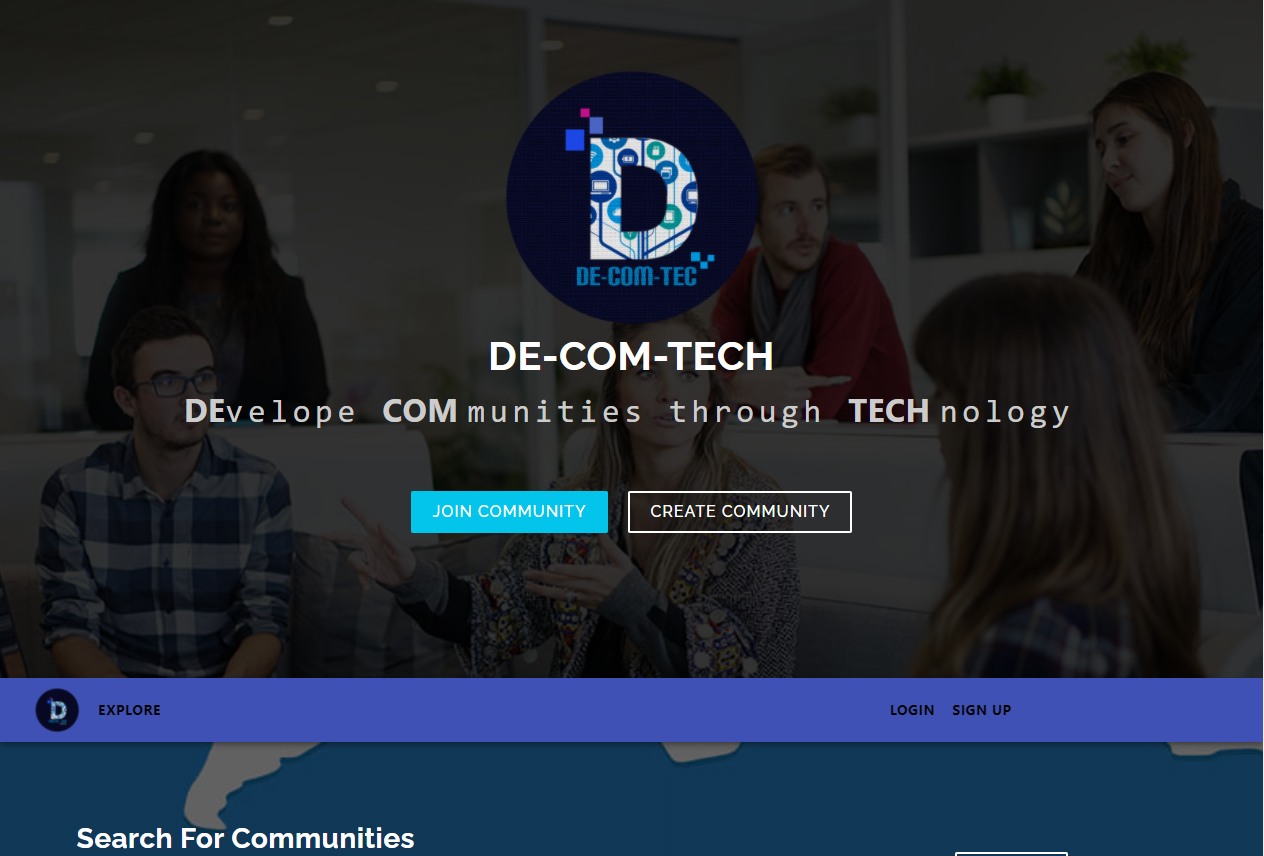 DE-COM-TEC
DE-COM-TECH
DEvelope COMmunities through TECHnology
JOIN COMMUNITY CREATE COMMUNITY
EXPLORE LOGIN SIGN UP
Search For Communities